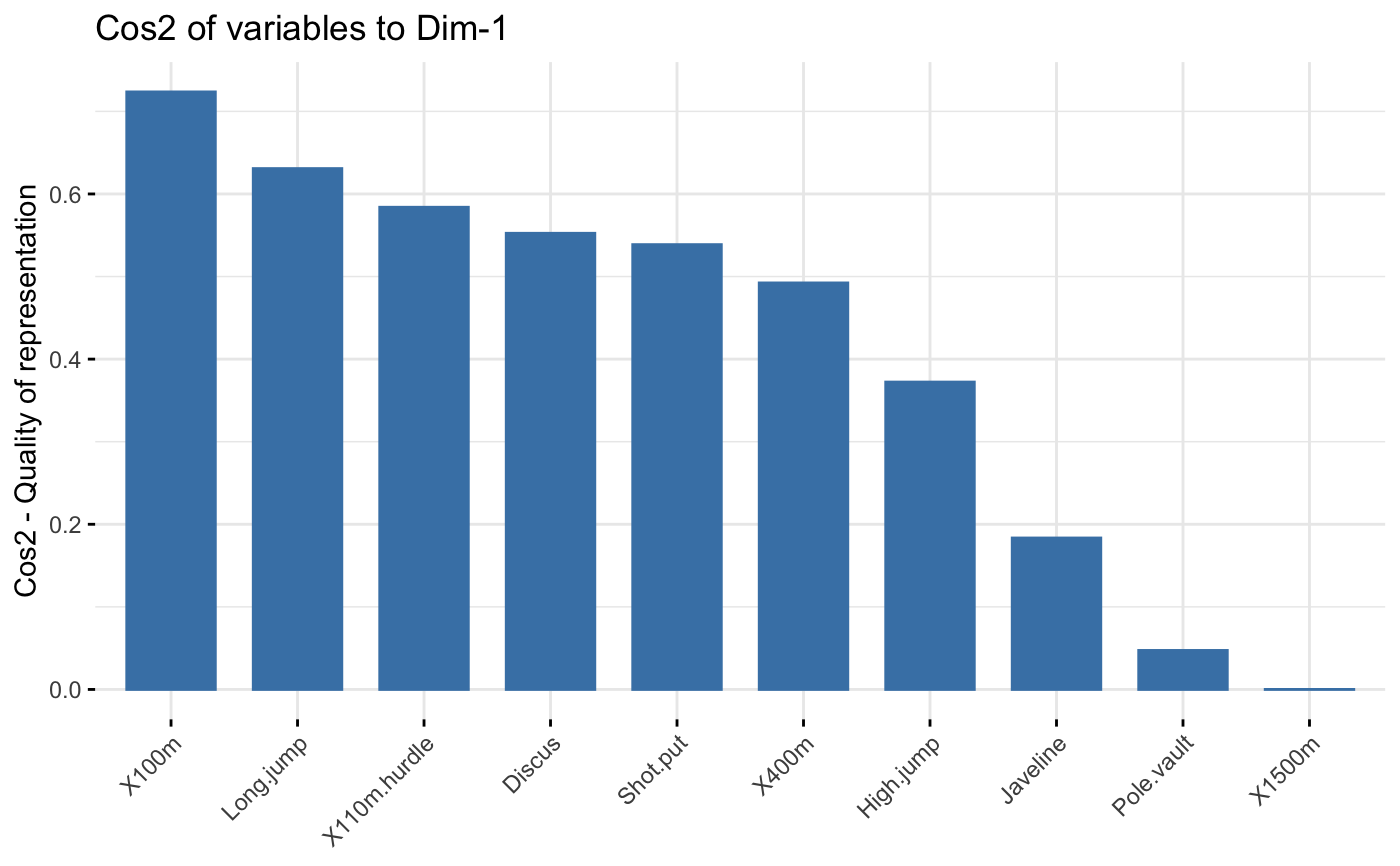 Cos2 of variables to Dim-1
Cos2 - Quality of representation
0.6
0.4
0.2
0.0
X100m
Long.jump
X110m.hurdle
Discus
Shot.put
X400m
High.jump
Javeline
Pole.vault
X1500m